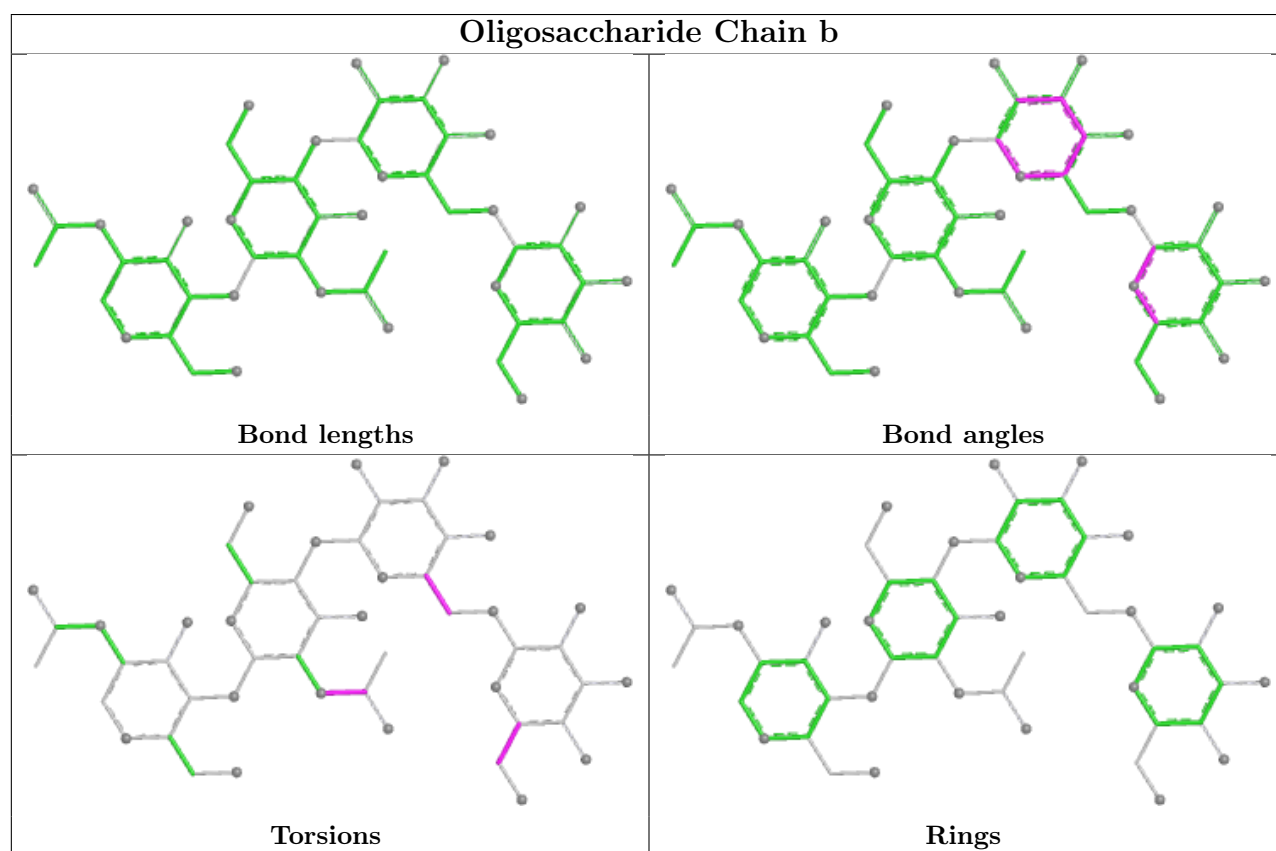 Oligosaccharide Chain b
Bond lengths
Bond angles
Torsions
Rings